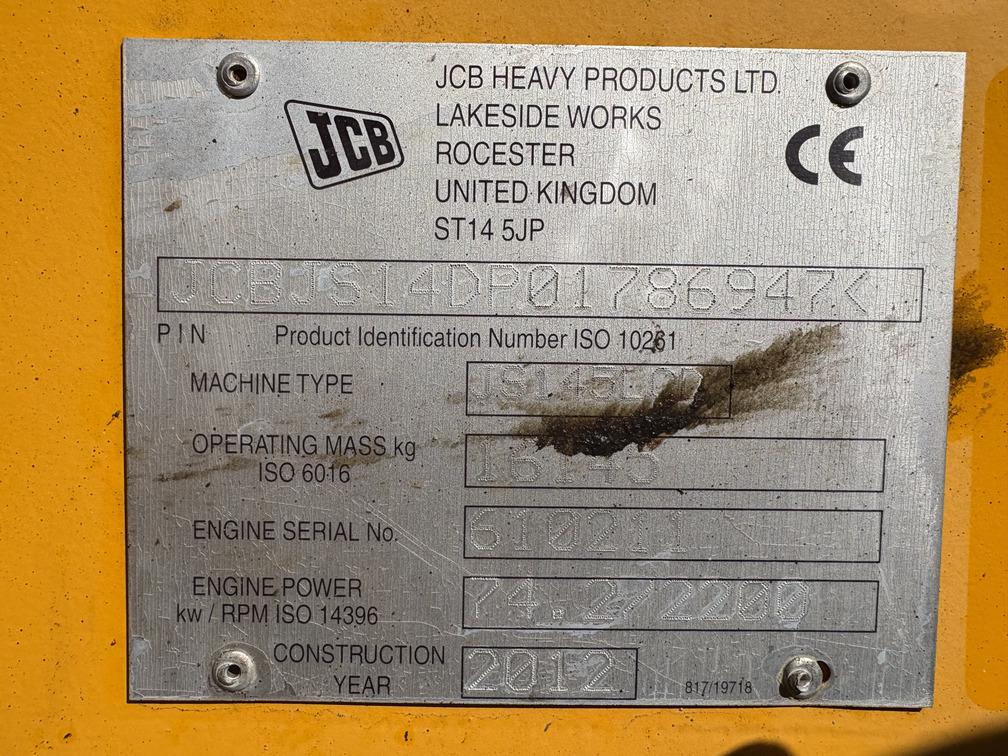 JCB
JCB HEAVY PRODUCTS LTD.
LAKESIDE WORKS
ROCESTER
UNITED KINGDOM
ST14 5JP
CE
JCBJS14DP01786947<
PIN Product Identification Number ISO 10261
MACHINE TYPE JS145LCD
OPERATING MASS kg
ISO 6016
ENGINE SERIAL No. 610211
ENGINE POWER 74.2/2200
kw / RPM ISO 14396
CONSTRUCTION 2012
YEAR
817/19718